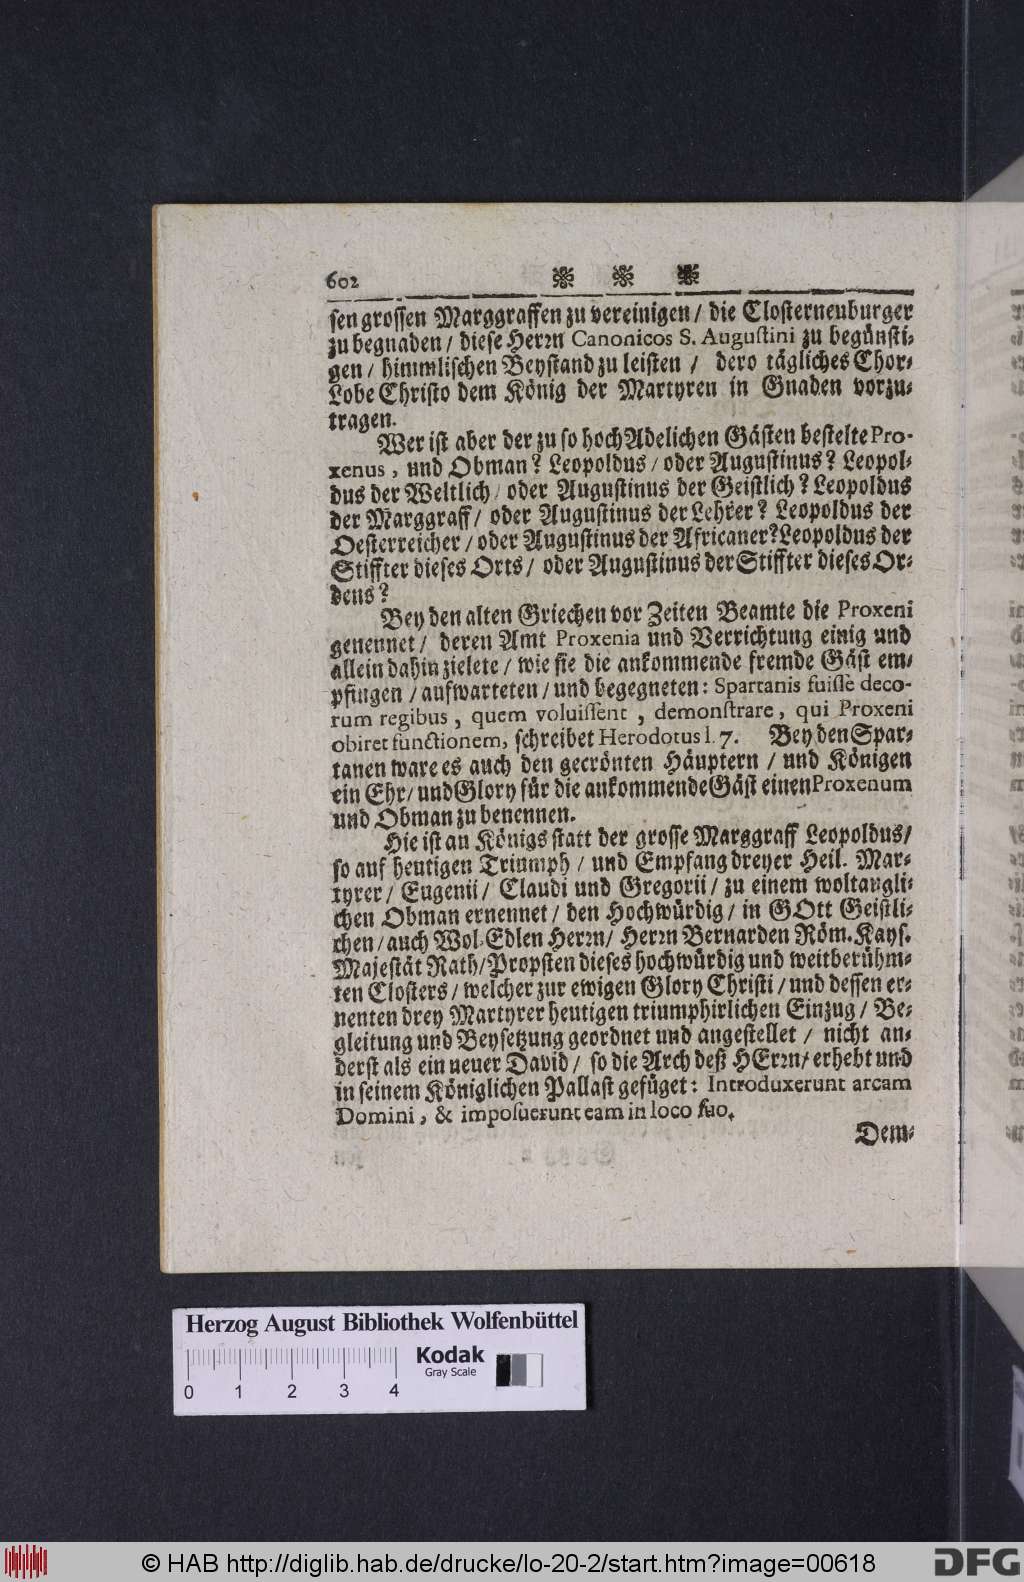 602
sen grossen Marggraffen zu vereinigen / die Closterneuburger
zu begnaden / diese Herrn Canonicos S. Augustini zu begünsti-
gen / himmlischen Beystand zu leisten / dero tägliches Chor-
Lobe Christo dem König der Martyren in Gnaden vorzu-
tragen.
Wer ist aber der zu so hoch Adelichen Gästen bestelte Pro-
xenus, und Obman? Leopoldus / oder Augustinus? Leopol-
dus der Weltlich / oder Augustinus der Geistlich? Leopoldus
der Marggraff / oder Augustinus der Lehrer? Leopoldus der
Oesterreicher / oder Augustinus der Africaner? Leopoldus der
Stiffter dieses Orts / oder Augustinus der Stiffter dieses Or-
dens?
Bey den alten Griechen vor Zeiten Beamte die Proxeni
genennet / deren Amt Proxenia und Verrichtung einig und
allein dahin zielete / wie sie die ankommende fremde Gäst em-
pfingen / aufwarteten / und begegneten: Spartanis fuisse deco-
rum regibus, quem voluissent, demonstrare, qui Proxeni
obiret functionem, schreibet Herodotus l. 7. Bey den Spar-
tanen ware es auch den gecrönten Häuptern / und Königen
ein Ehr / und Glory für die ankommende Gäst einen Proxenum
und Obman zu benennen.
Hie ist an Königs statt der grosse Marggraff Leopoldus /
so auf heutigen Triumph / und Empfang dreyer Heil. Mar-
tyrer / Eugenii / Claudi und Gregorii / zu einem woltaugli-
chen Obman ernennet / den Hochwürdig / in GOtt Geistli-
chen / auch Wol-Edlen Herrn / Herrn Bernarden Röm. Kays.
Majestät Rath / Propsten dieses hochwürdig und weitberühm-
ten Closters / welcher zur ewigen Glory Christi / und dessen er-
nenten drey Martyrer heutigen triumphirlichen Einzug / Be-
gleitung und Beysetzung geordnet und angestellet / nicht an-
derst als ein neuer David / so die Arch deß HErrn / erhebt und
in seinem Königlichen Pallast gefüget: Introduxerunt arcam
Domini, & imposuerunt eam in loco suo.
Dem-
Herzog August Bibliothek Wolfenbüttel
Kodak
Gray Scale
0 1 2 3 4
© HAB http://diglib.hab.de/drucke/lo-20-2/start.htm?image=00618
DFG